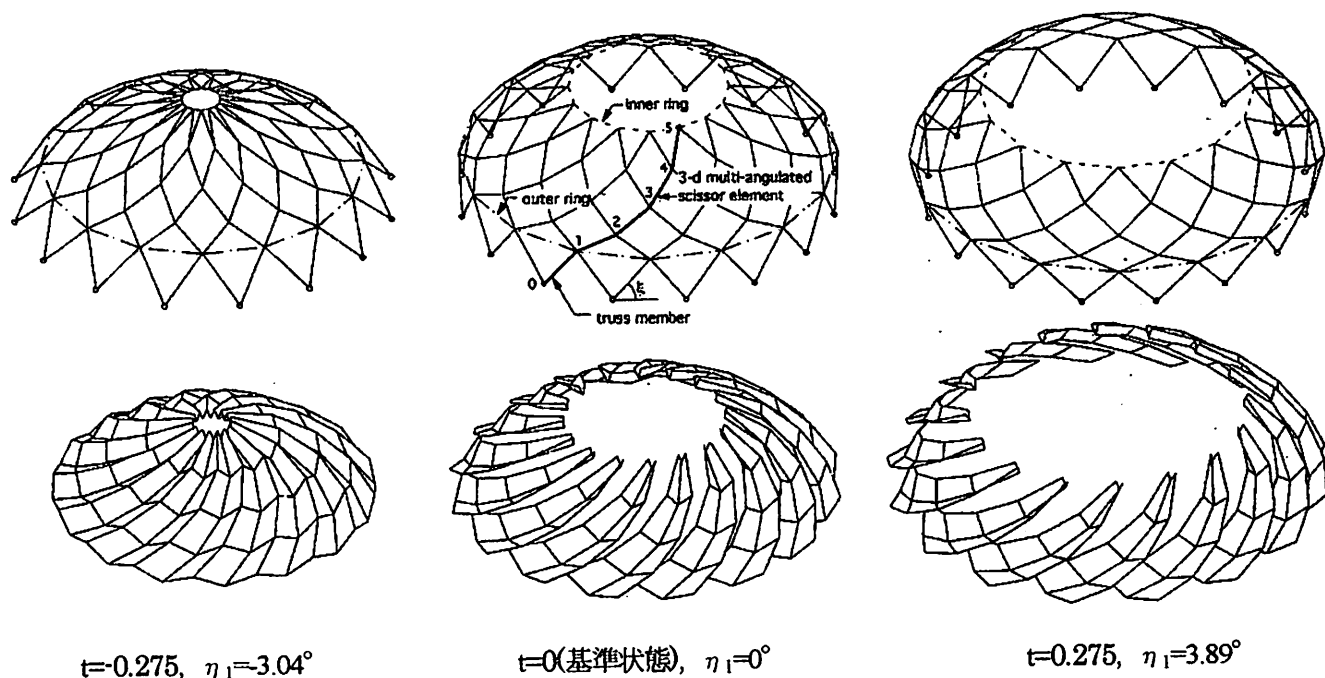 inner ring
5
4
3-d multi-angulated
3
scissor element
outer ring
2
1
0
ξ
truss member
t=-0.275, η1=-3.04°
t=0(基準状態), η1=0°
t=0.275, η1=3.89°